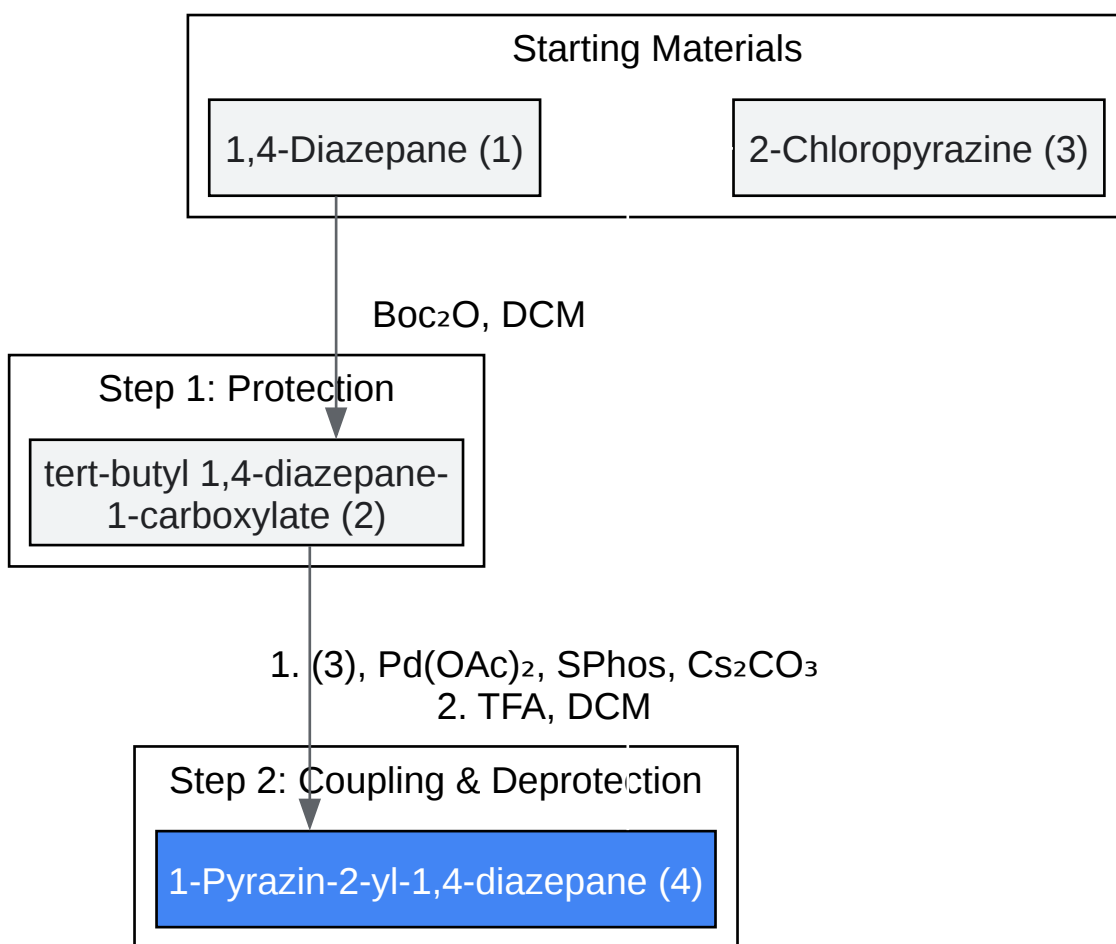 Starting Materials
1,4-Diazepane (1)
2-Chloropyrazine (3)
Boc₂O, DCM
Step 1: Protection
tert-butyl 1,4-diazepane-
1-carboxylate (2)
1. (3), Pd(OAc)₂, SPhos, Cs₂CO₃
2. TFA, DCM
Step 2: Coupling & Deprotection
1-Pyrazin-2-yl-1,4-diazepane (4)